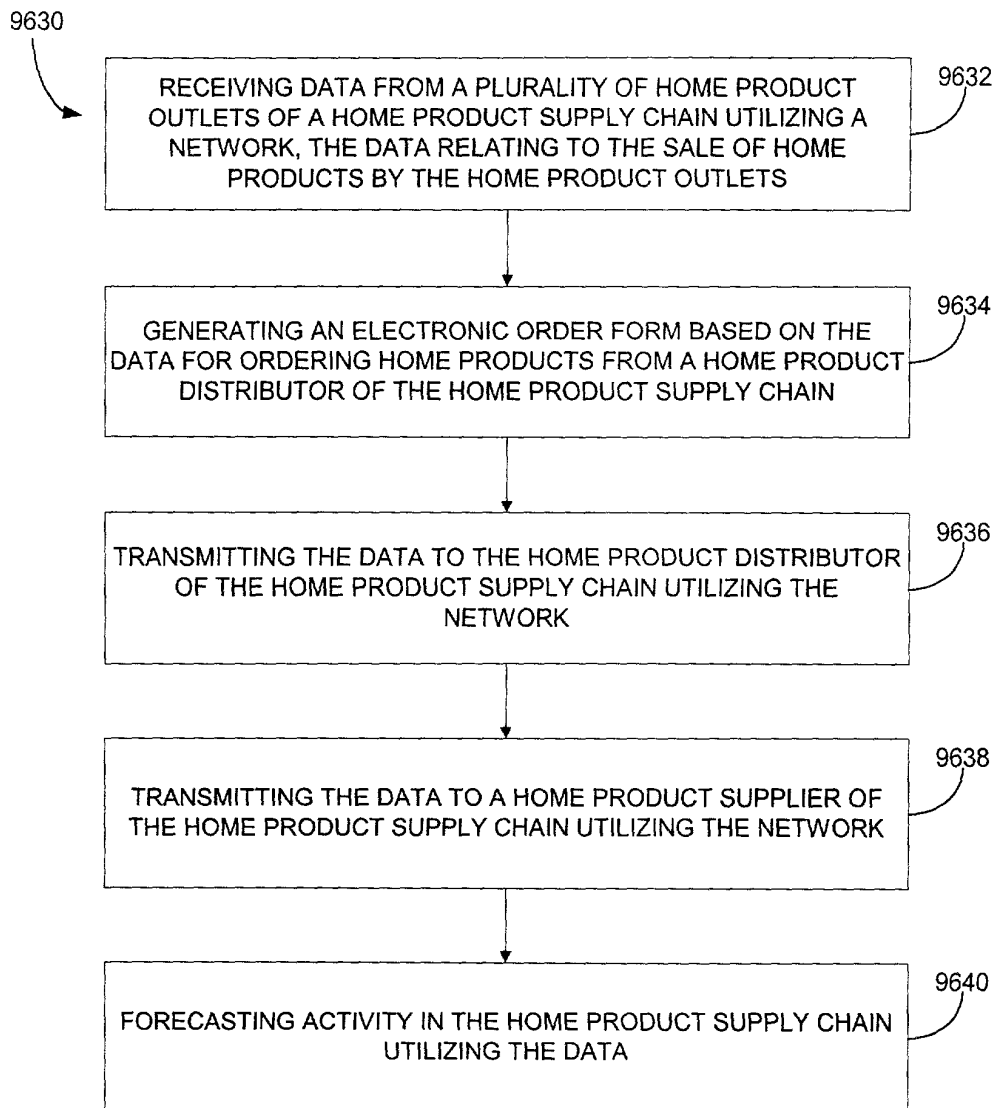 9630
RECEIVING DATA FROM A PLURALITY OF HOME PRODUCT
OUTLETS OF A HOME PRODUCT SUPPLY CHAIN UTILIZING A
NETWORK, THE DATA RELATING TO THE SALE OF HOME
PRODUCTS BY THE HOME PRODUCT OUTLETS
9632
GENERATING AN ELECTRONIC ORDER FORM BASED ON THE
DATA FOR ORDERING HOME PRODUCTS FROM A HOME PRODUCT
DISTRIBUTOR OF THE HOME PRODUCT SUPPLY CHAIN
9634
TRANSMITTING THE DATA TO THE HOME PRODUCT DISTRIBUTOR
OF THE HOME PRODUCT SUPPLY CHAIN UTILIZING THE
NETWORK
9636
TRANSMITTING THE DATA TO A HOME PRODUCT SUPPLIER OF
THE HOME PRODUCT SUPPLY CHAIN UTILIZING THE NETWORK
9638
FORECASTING ACTIVITY IN THE HOME PRODUCT SUPPLY CHAIN
UTILIZING THE DATA
9640